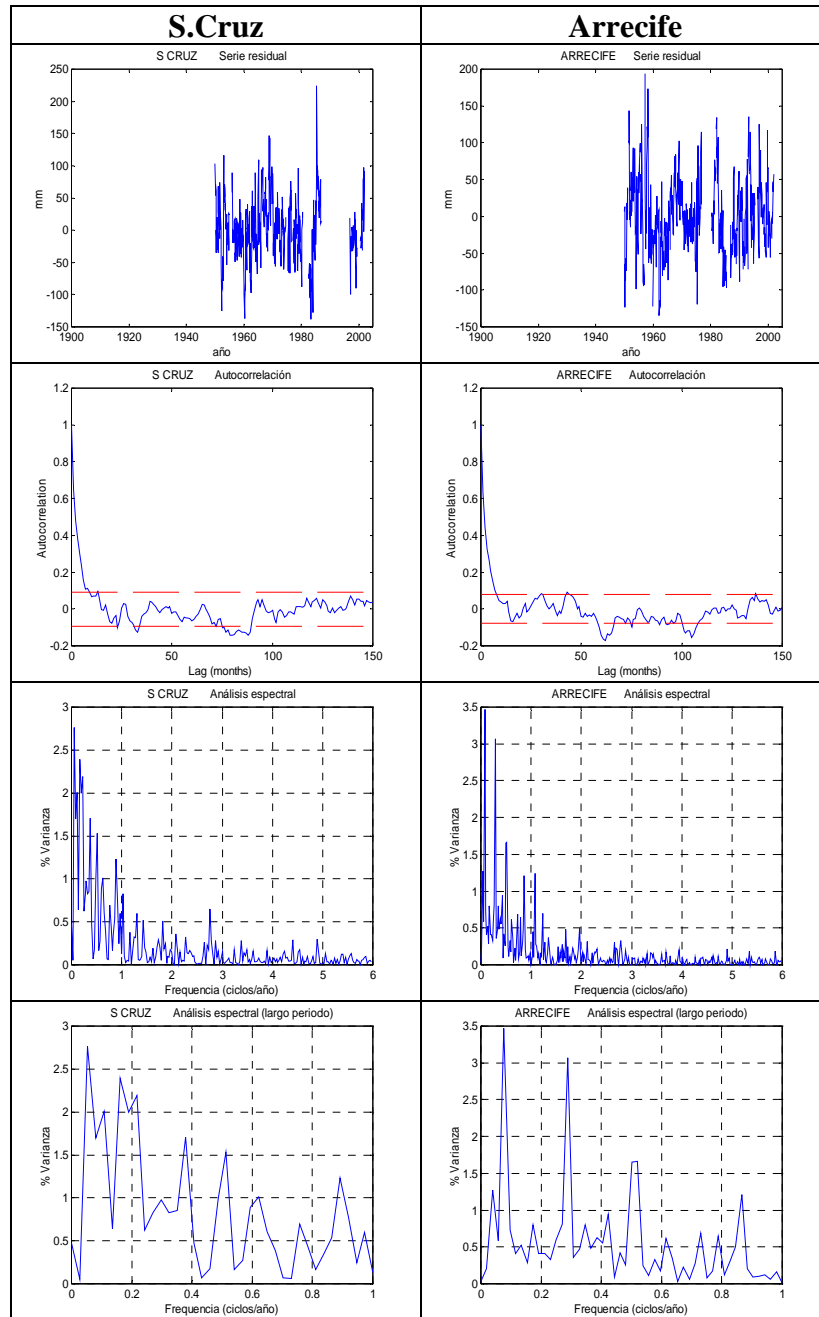 S.Cruz
Arrecife
S CRUZ Serie residual
250
200
150
100
50
0
-50
-100
-150
mm
1900 1920 1940 1960 1980 2000
año
ARRECIFE Serie residual
200
150
100
50
0
-50
-100
-150
mm
1900 1920 1940 1960 1980 2000
año
S CRUZ Autocorrelación
1.2
1
0.8
0.6
0.4
0.2
0
-0.2
Autocorrelation
0 50 100 150
Lag (months)
ARRECIFE Autocorrelación
1.2
1
0.8
0.6
0.4
0.2
0
-0.2
Autocorrelation
0 50 100 150
Lag (months)
S CRUZ Análisis espectral
3
2.5
2
1.5
1
0.5
0
% Varianza
0 1 2 3 4 5 6
Frequencia (ciclos/año)
ARRECIFE Análisis espectral
3.5
3
2.5
2
1.5
1
0.5
0
% Varianza
0 1 2 3 4 5 6
Frequencia (ciclos/año)
S CRUZ Análisis espectral (largo periodo)
3
2.5
2
1.5
1
0.5
0
% Varianza
0 0.2 0.4 0.6 0.8 1
Frequencia (ciclos/año)
ARRECIFE Análisis espectral (largo periodo)
3.5
3
2.5
2
1.5
1
0.5
0
% Varianza
0 0.2 0.4 0.6 0.8 1
Frequencia (ciclos/año)